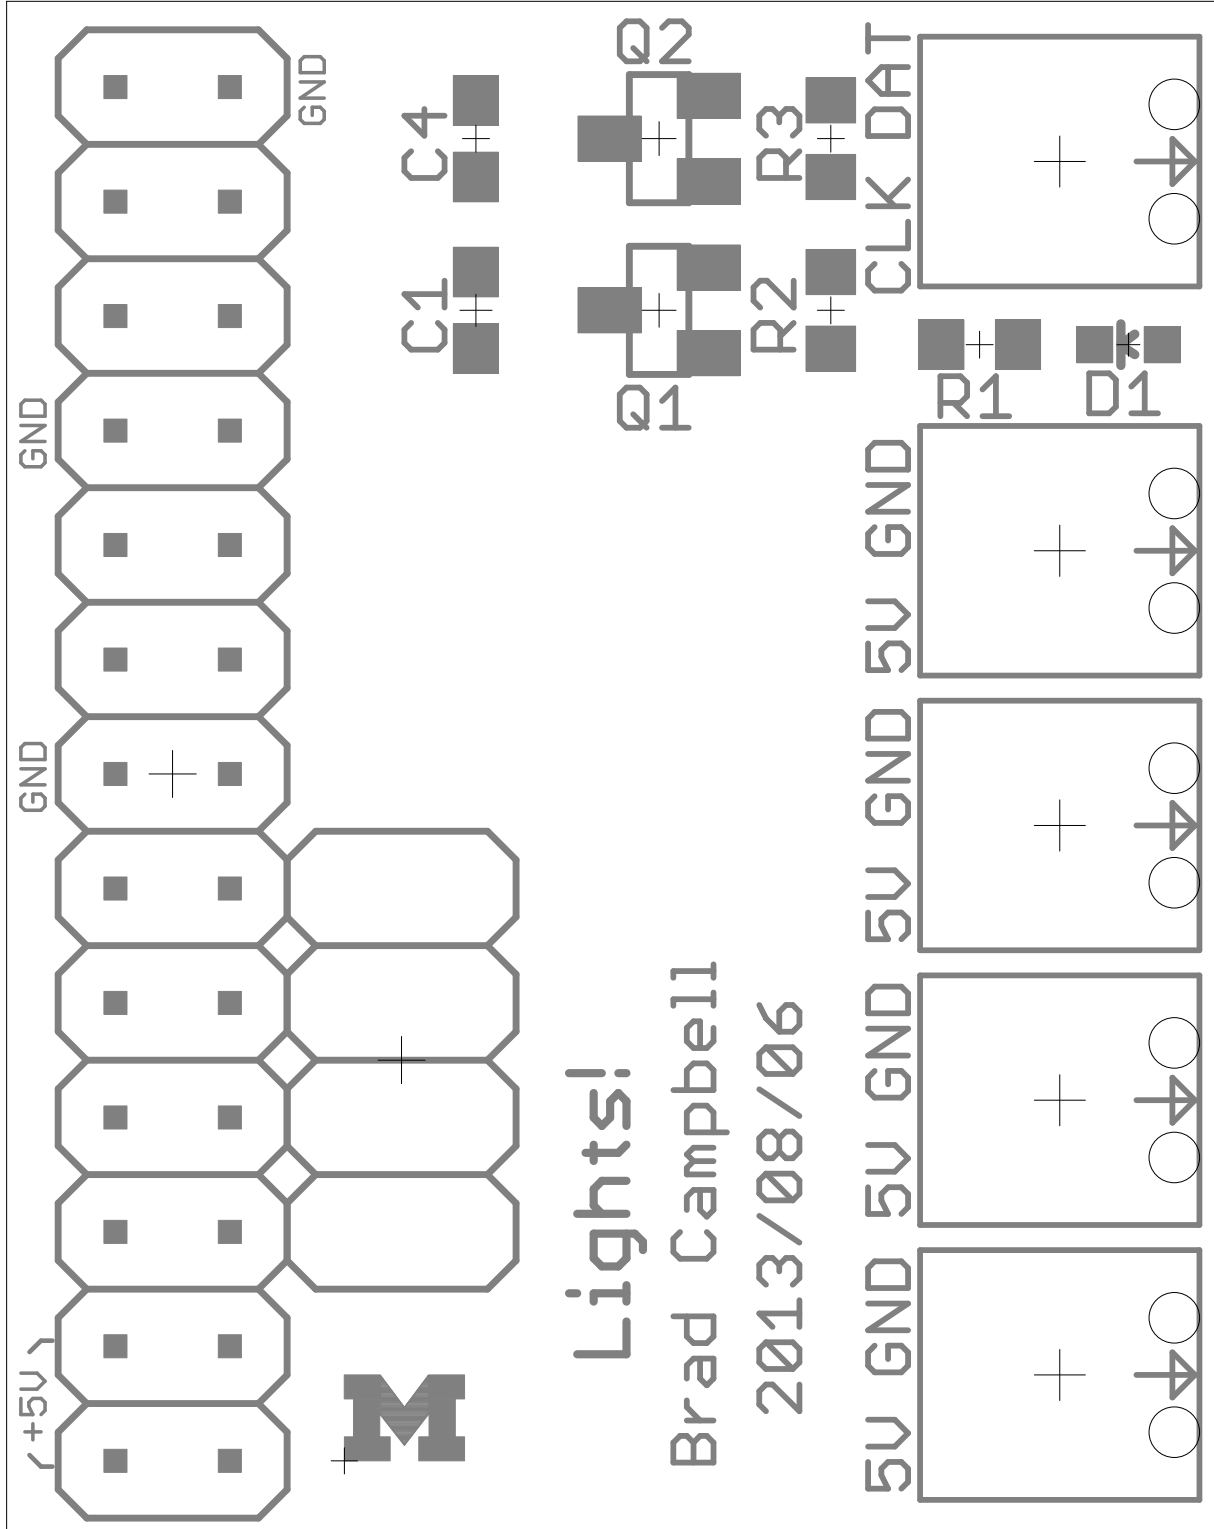 GND
Q2
C4
R3
CLK DAT
C1
R2
Q1
R1
D1
GND
5V GND
GND
5V GND
5V GND
5V GND
+5V
Lights!
Brad Campbell
2013/08/06
M